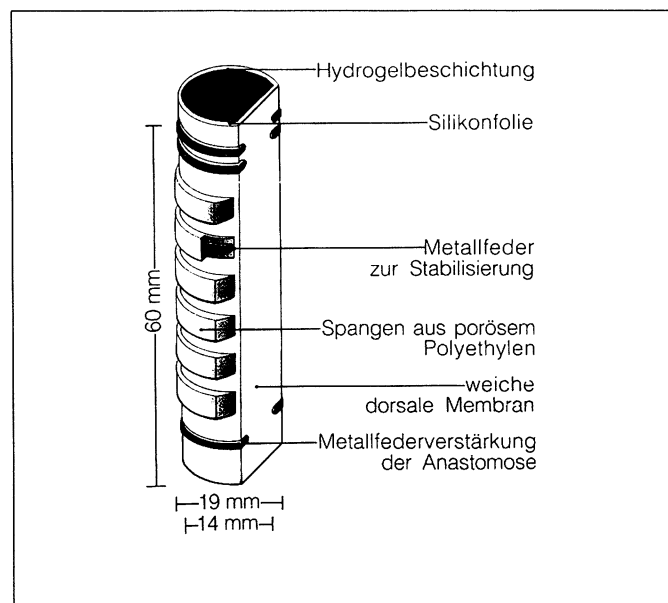 Hydrogelbeschichtung
Silikonfolie
Metallfeder
zur Stabilisierung
60 mm
Spangen aus porösem
Polyethylen
weiche
dorsale Membran
Metallfederverstärkung
der Anastomose
19 mm
14 mm